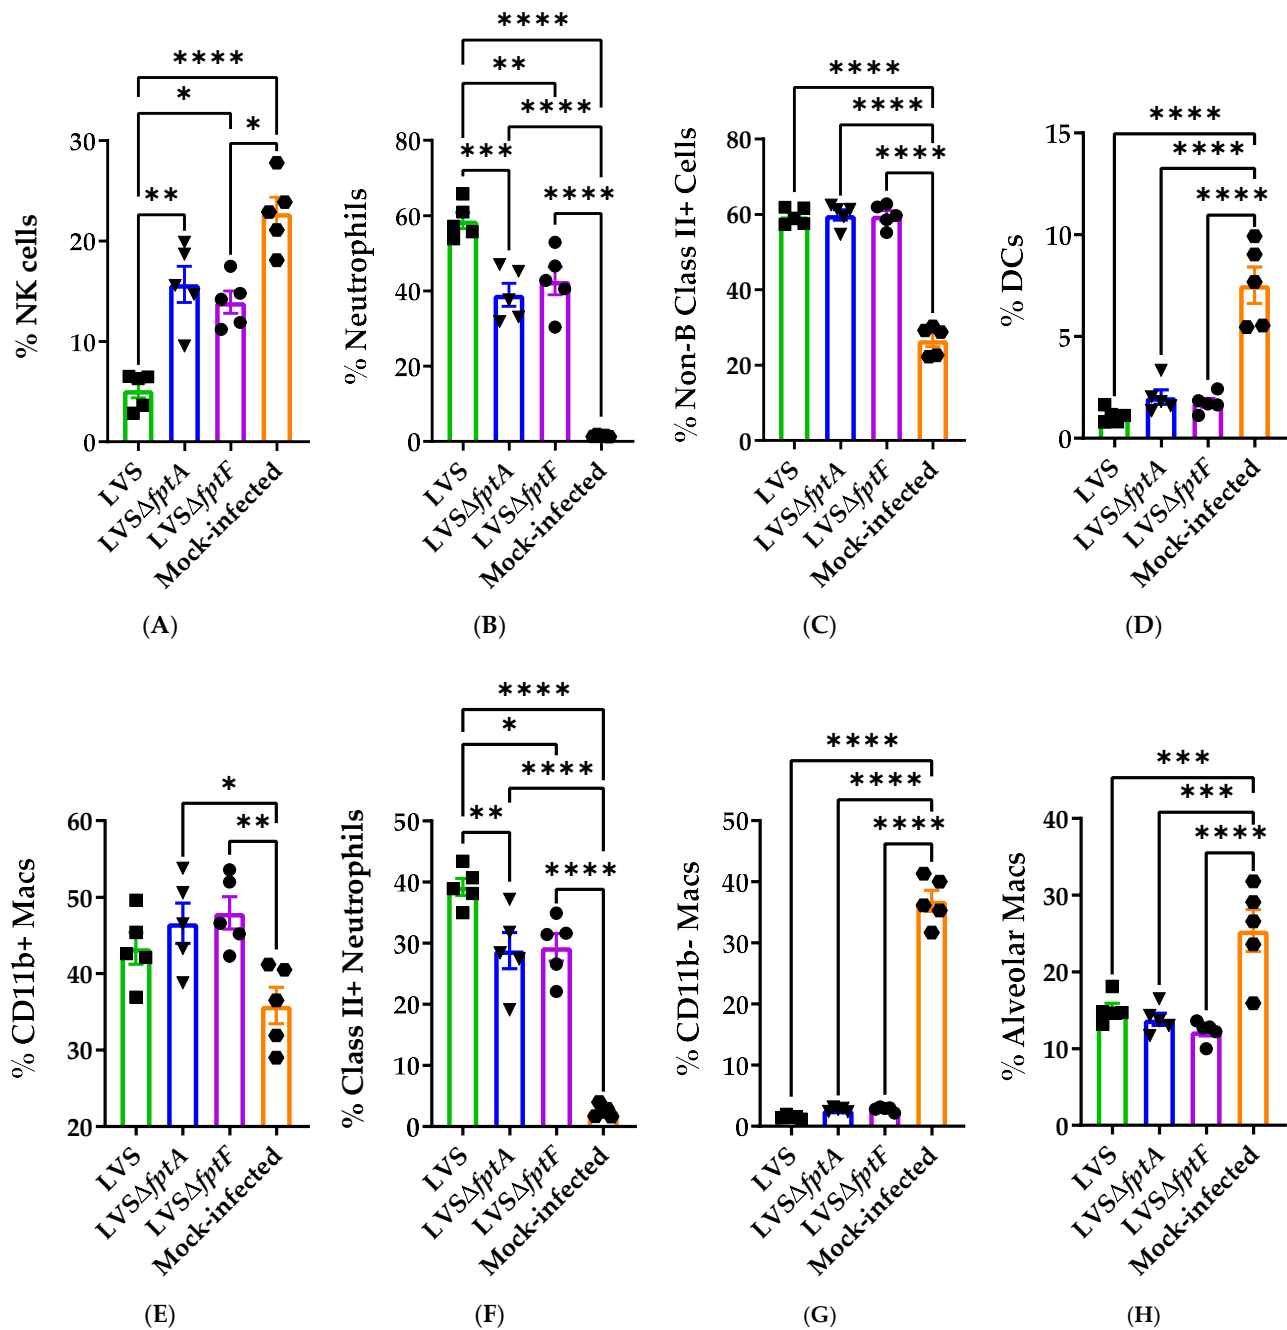 ****
*
*
**
% NK cells
30
20
10
0
LVS
LVSΔfptA
LVSΔfptF
Mock-infected
(A)
****
**
****
***
****
% Neutrophils
80
60
40
20
0
LVS
LVSΔfptA
LVSΔfptF
Mock-infected
(B)
****
****
****
% Non-B Class II+ Cells
80
60
40
20
0
LVS
LVSΔfptA
LVSΔfptF
Mock-infected
(C)
****
****
****
% DCs
15
10
5
0
LVS
LVSΔfptA
LVSΔfptF
Mock-infected
(D)
*
**
% CD11b+ Macs
60
50
40
30
20
LVS
LVSΔfptA
LVSΔfptF
Mock-infected
(E)
****
*
****
**
****
% Class II+ Neutrophils
50
40
30
20
10
0
LVS
LVSΔfptA
LVSΔfptF
Mock-infected
(F)
****
****
****
% CD11b- Macs
50
40
30
20
10
0
LVS
LVSΔfptA
LVSΔfptF
Mock-infected
(G)
***
***
****
% Alveolar Macs
40
30
20
10
0
LVS
LVSΔfptA
LVSΔfptF
Mock-infected
(H)